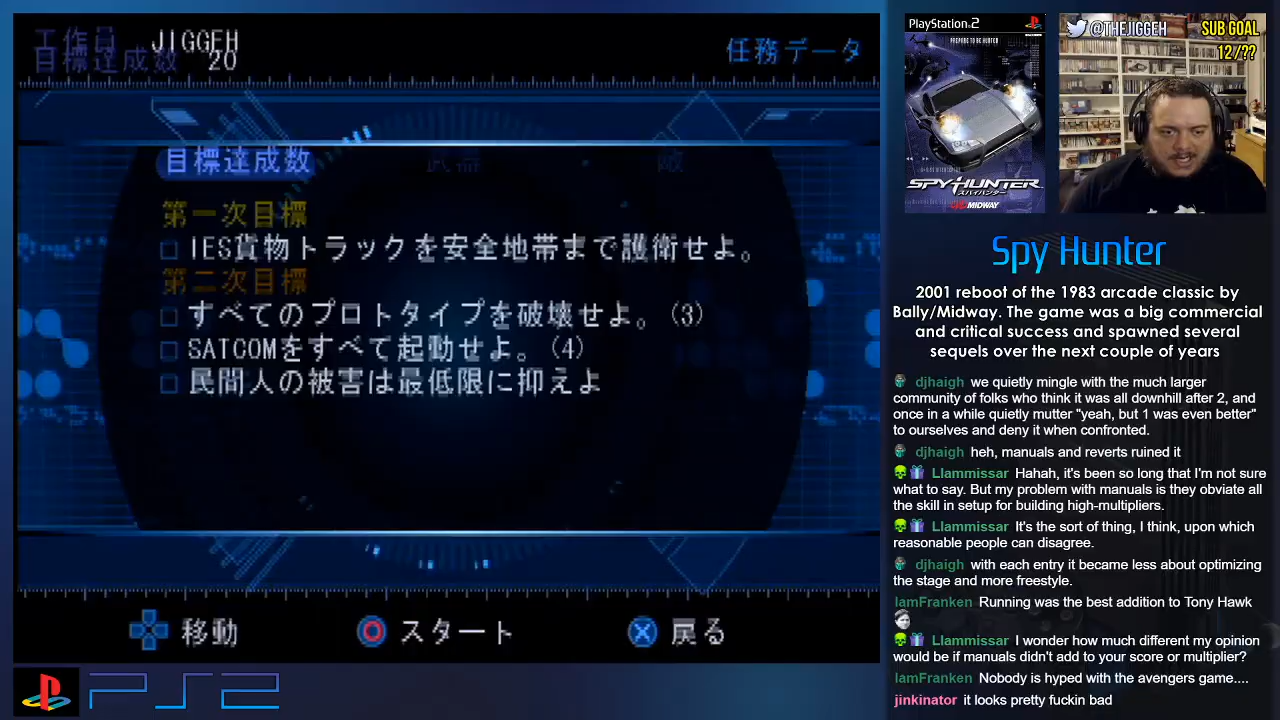 工作員 JIGGEH
目標達成数 20
任務データ
目標達成数 武器 敵
第一次目標
IES貨物トラックを安全地帯まで護衛せよ。
第二次目標
すべてのプロトタイプを破壊せよ。(3)
SATCOMをすべて起動せよ。(4)
民間人の被害は最低限に抑えよ
移動 スタート 戻る
PS2
PlayStation 2
PREPARE TO BE HUNTED
SPYHUNTER
スパイハンター
MIDWAY
@THEJIGGEH
SUB GOAL
12/??
Spy Hunter
2001 reboot of the 1983 arcade classic by
Bally/Midway. The game was a big commercial
and critical success and spawned several
sequels over the next couple of years
djhaigh we quietly mingle with the much larger
community of folks who think it was all downhill after 2, and
once in a while quietly mutter "yeah, but 1 was even better"
to ourselves and deny it when confronted.
djhaigh heh, manuals and reverts ruined it
Llammissar Hahah, it's been so long that I'm not sure
what to say. But my problem with manuals is they obviate all
the skill in setup for building high-multipliers.
Llammissar It's the sort of thing, I think, upon which
reasonable people can disagree.
djhaigh with each entry it became less about optimizing
the stage and more freestyle.
IamFranken Running was the best addition to Tony Hawk
Llammissar I wonder how much different my opinion
would be if manuals didn't add to your score or multiplier?
IamFranken Nobody is hyped with the avengers game....
jinkinator it looks pretty fuckin bad